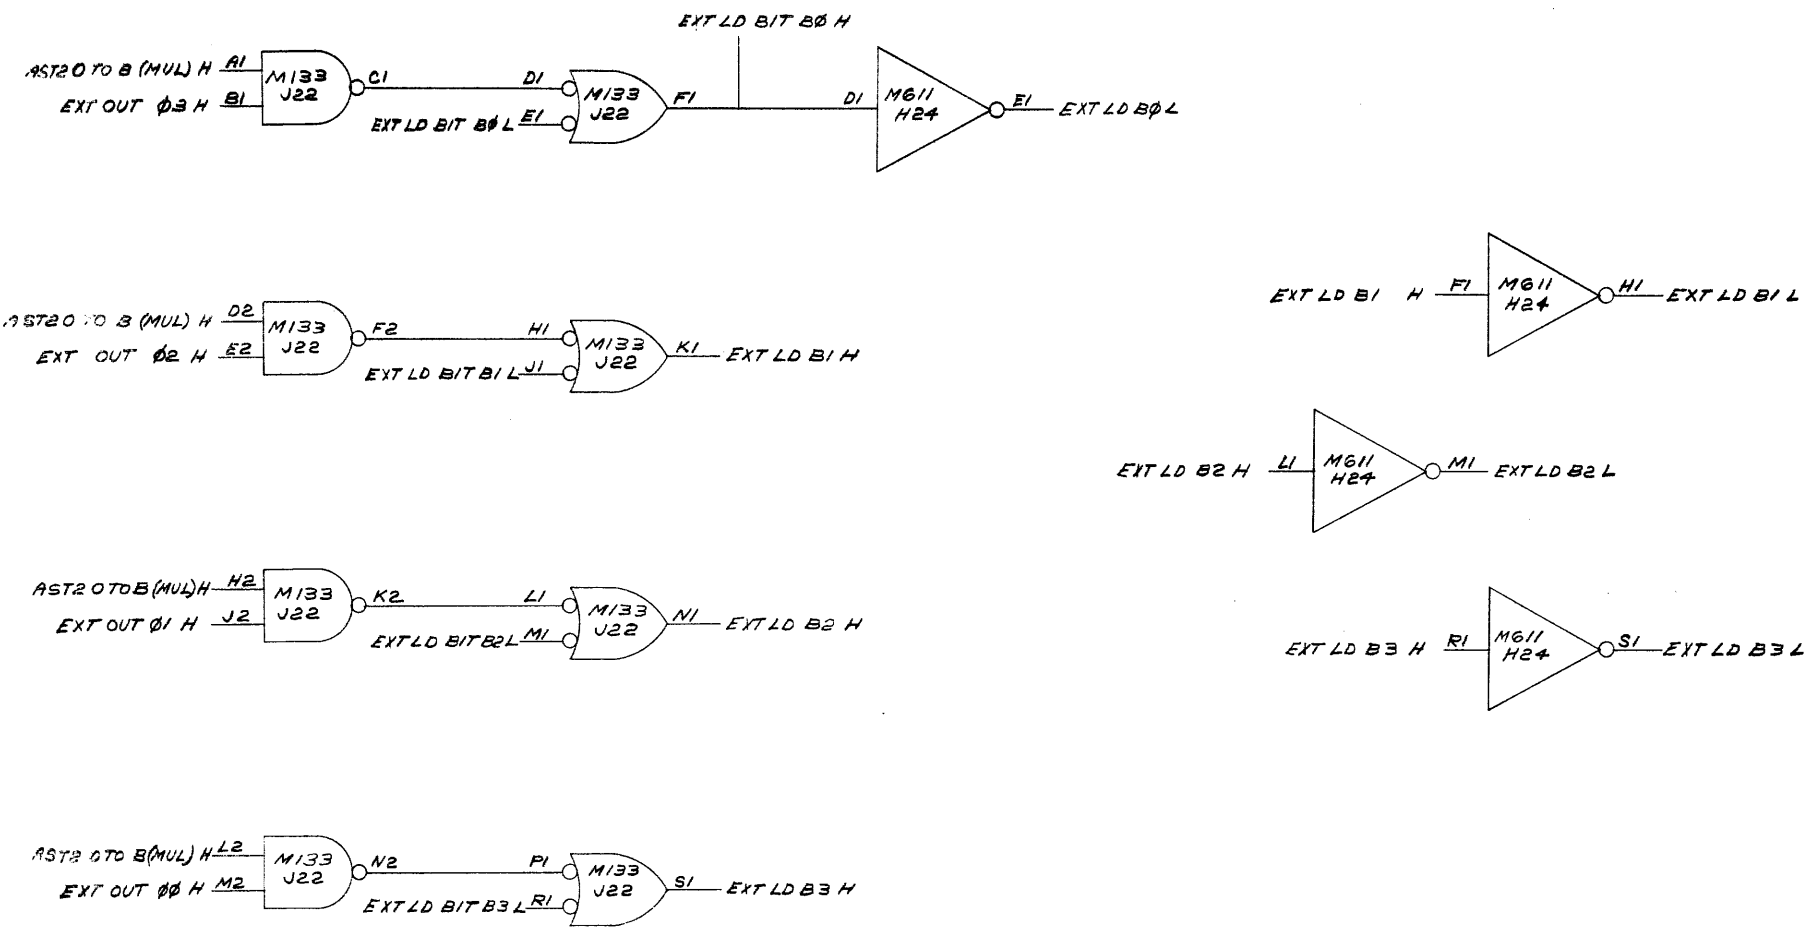 EXT LD BIT BØ H
AST2 0 TO B (MUL) H A1
M133
J22
C1
D1
M133
J22
F1
D1
M611
H24
E1
EXT LD BØ L
EXT OUT Ø3 H B1
EXT LD BIT BØ L E1
EXT LD B1 H F1
M611
H24
H1
EXT LD B1 L
AST2 0 TO B (MUL) H D2
M133
J22
F2
H1
M133
J22
K1
EXT LD B1 H
EXT OUT Ø2 H E2
EXT LD BIT B1 L J1
EXT LD B2 H L1
M611
H24
M1
EXT LD B2 L
AST2 0 TO B (MUL) H H2
M133
J22
K2
L1
M133
J22
N1
EXT LD B2 H
EXT OUT Ø1 H J2
EXT LD BIT B2 L M1
EXT LD B3 H R1
M611
H24
S1
EXT LD B3 L
AST2 0 TO B (MUL) H L2
M133
J22
N2
P1
M133
J22
S1
EXT LD B3 H
EXT OUT ØØ H M2
EXT LD BIT B3 L R1